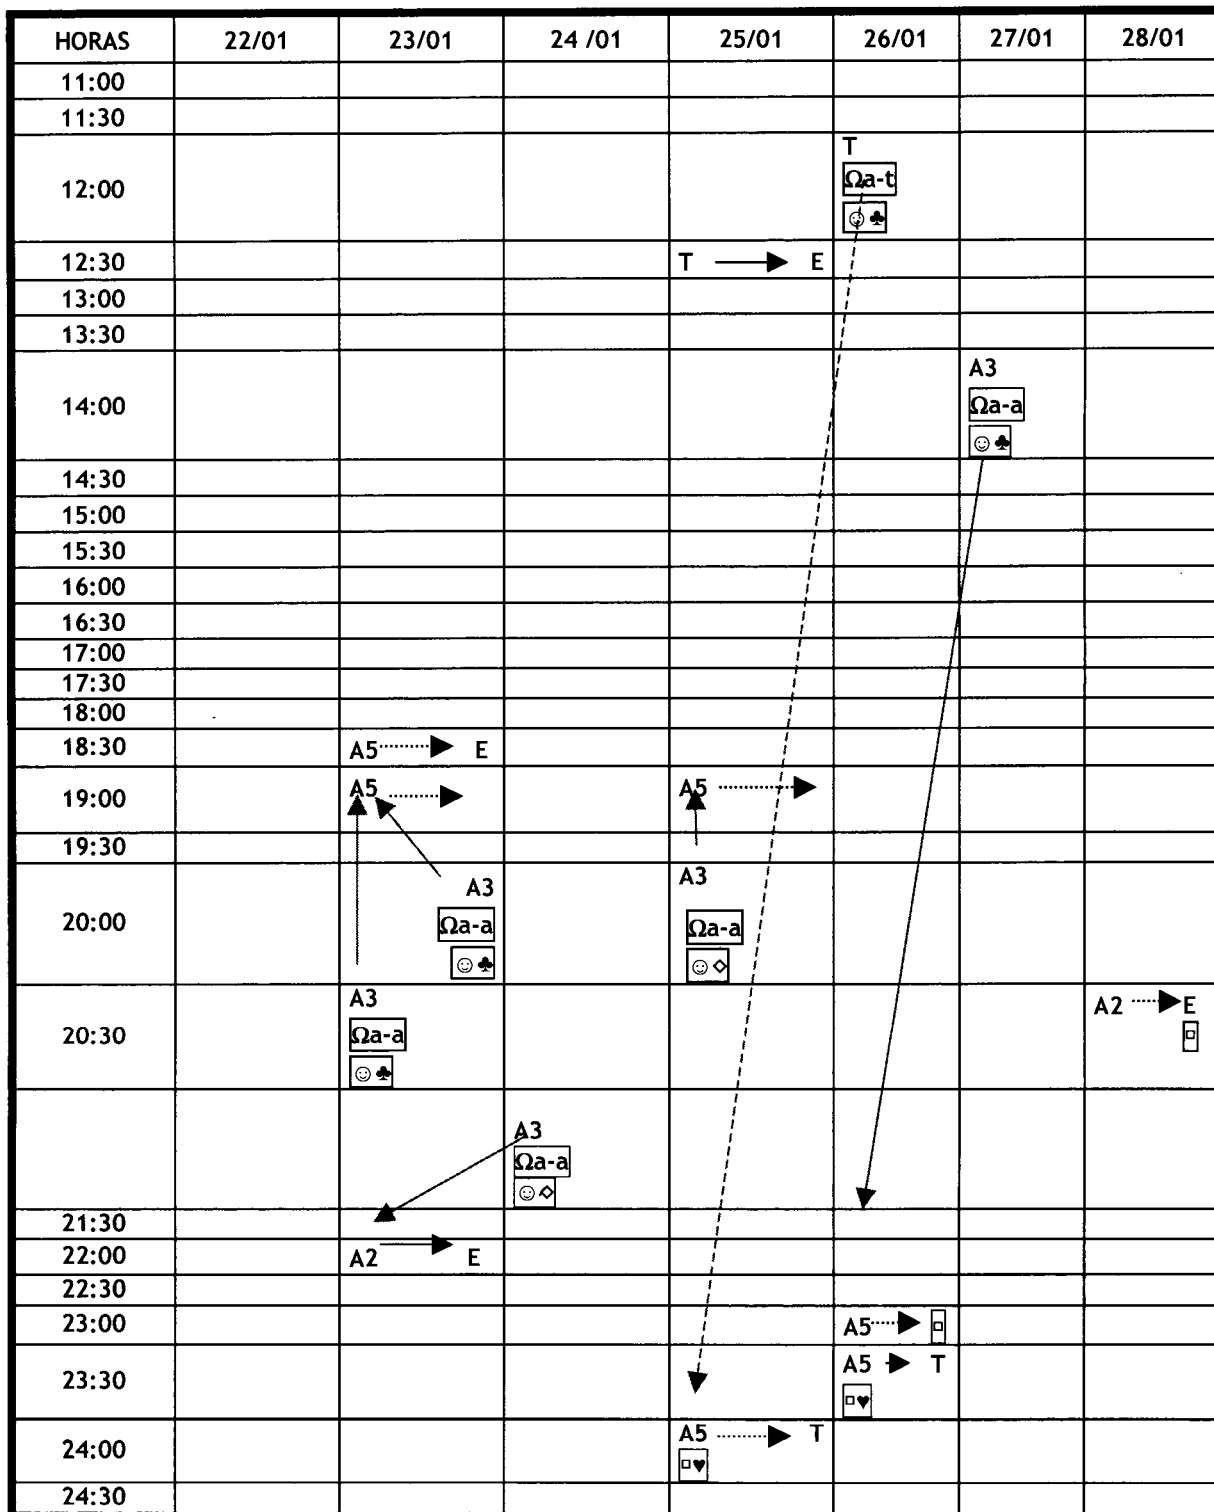 HORAS 22/01 23/01 24 /01 25/01 26/01 27/01 28/01
11:00
11:30
12:00 T
Ωa-t
☺♣
12:30 T E
13:00
13:30
14:00 A3
Ωa-a
☺♣
14:30
15:00
15:30
16:00
16:30
17:00
17:30
18:00
18:30 A5 E
19:00 A5 A5
19:30
20:00 A3 A3
Ωa-a Ωa-a
☺♣ ☺◇
20:30 A3 A2 E
Ωa-a
☺♣
A3
Ωa-a
☺◇
21:30
22:00 A2 E
22:30
23:00 A5
23:30 A5 T
♥
24:00 A5 T
♥
24:30